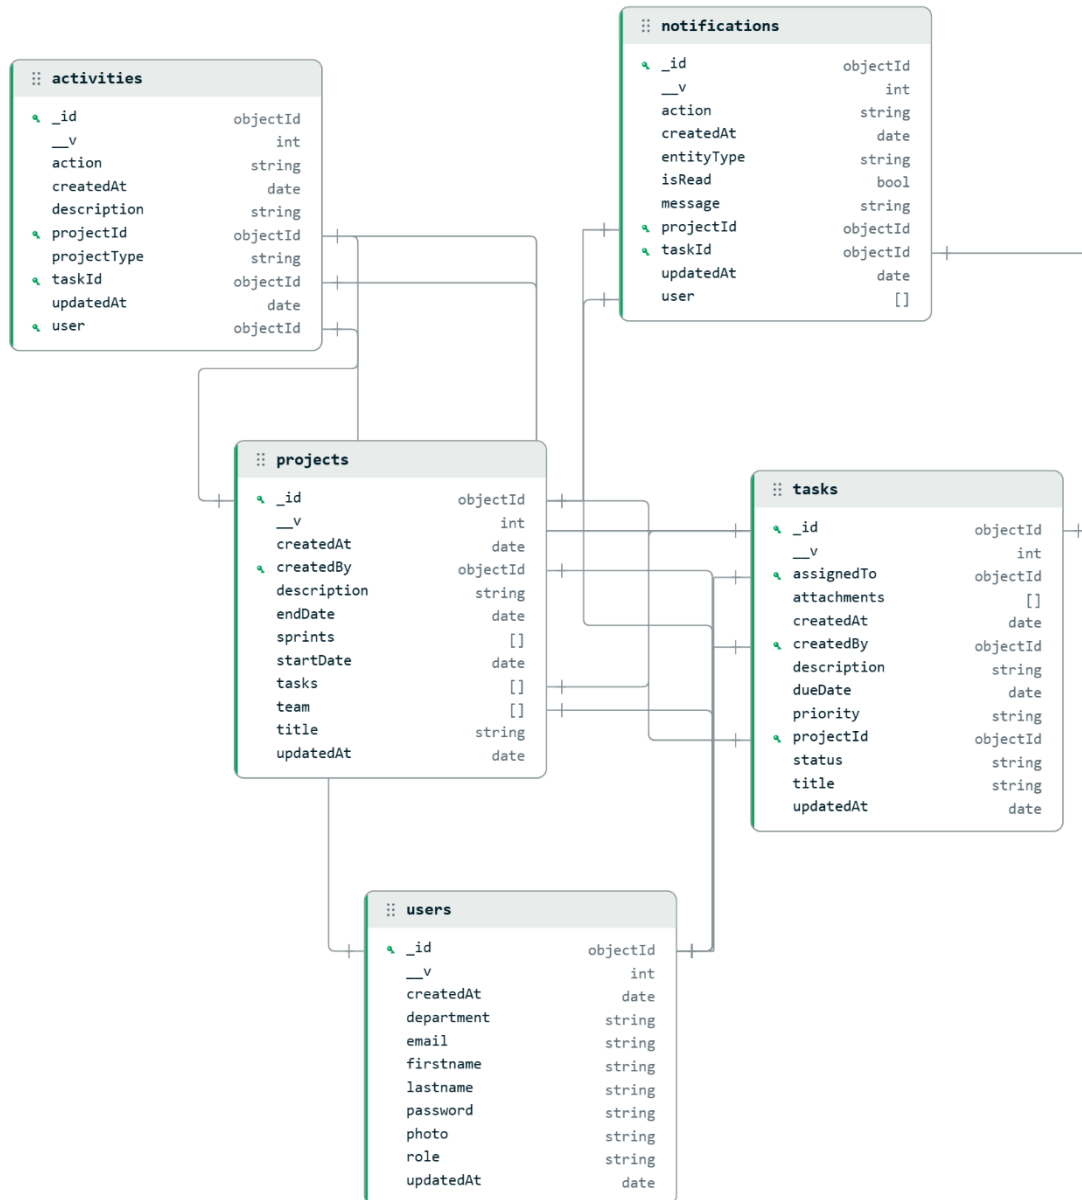 activities
_id objectId
__v int
action string
createdAt date
description string
projectId objectId
projectType string
taskId objectId
updatedAt date
user objectId
notifications
_id objectId
__v int
action string
createdAt date
entityType string
isRead bool
message string
projectId objectId
taskId objectId
updatedAt date
user []
projects
_id objectId
__v int
createdAt date
createdBy objectId
description string
endDate date
sprints []
startDate date
tasks []
team []
title string
updatedAt date
tasks
_id objectId
__v int
assignedTo objectId
attachments []
createdAt date
createdBy objectId
description string
dueDate date
priority string
projectId objectId
status string
title string
updatedAt date
users
_id objectId
__v int
createdAt date
department string
email string
firstname string
lastname string
password string
photo string
role string
updatedAt date